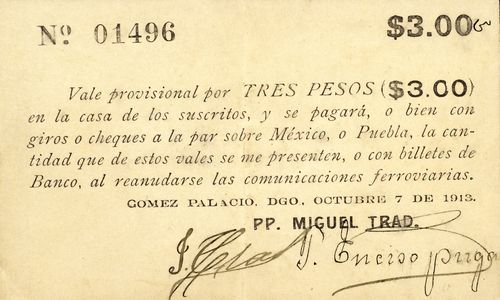 Nº 01496 $3.00
Vale provisional por TRES PESOS ($3.00)
en la casa de los suscritos, y se pagará, o bien con
giros o cheques a la par sobre México, o Puebla, la can-
tidad que de estos vales se me presenten, o con billetes de
Banco, al reanudarse las comunicaciones ferroviarias.
GOMEZ PALACIO, DGO, OCTUBRE 7 DE 1913.
PP. MIGUEL TRAD.